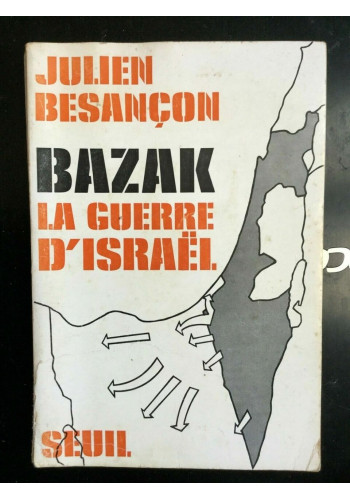 JULIEN
BESANÇON
BAZAK
LA GUERRE
D'ISRAËL
SEUIL